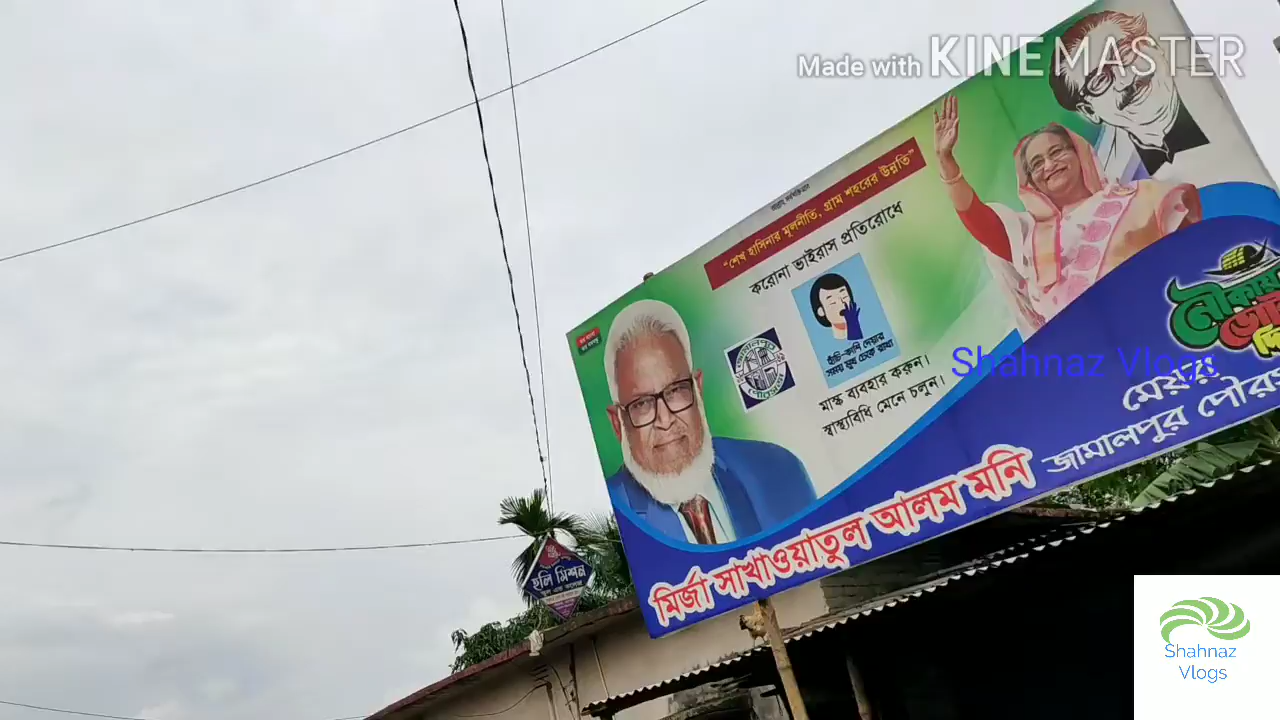 Made with KINEMASTER
"শেখ হাসিনার মূলনীতি, গ্রাম শহরের উন্নতি"
করোনা ভাইরাস প্রতিরোধে
হাঁচি-কাশি দেয়ার
সময় মুখ ঢেকে রাখা
মাস্ক ব্যবহার করুন।
স্বাস্থ্যবিধি মেনে চলুন।
নৌকায়
ভোট
দিন
Shahnaz Vlogs
মির্জা সাখাওয়াতুল আলম মনি
মেয়র
জামালপুর
হলি মিশন
Shahnaz
Vlogs